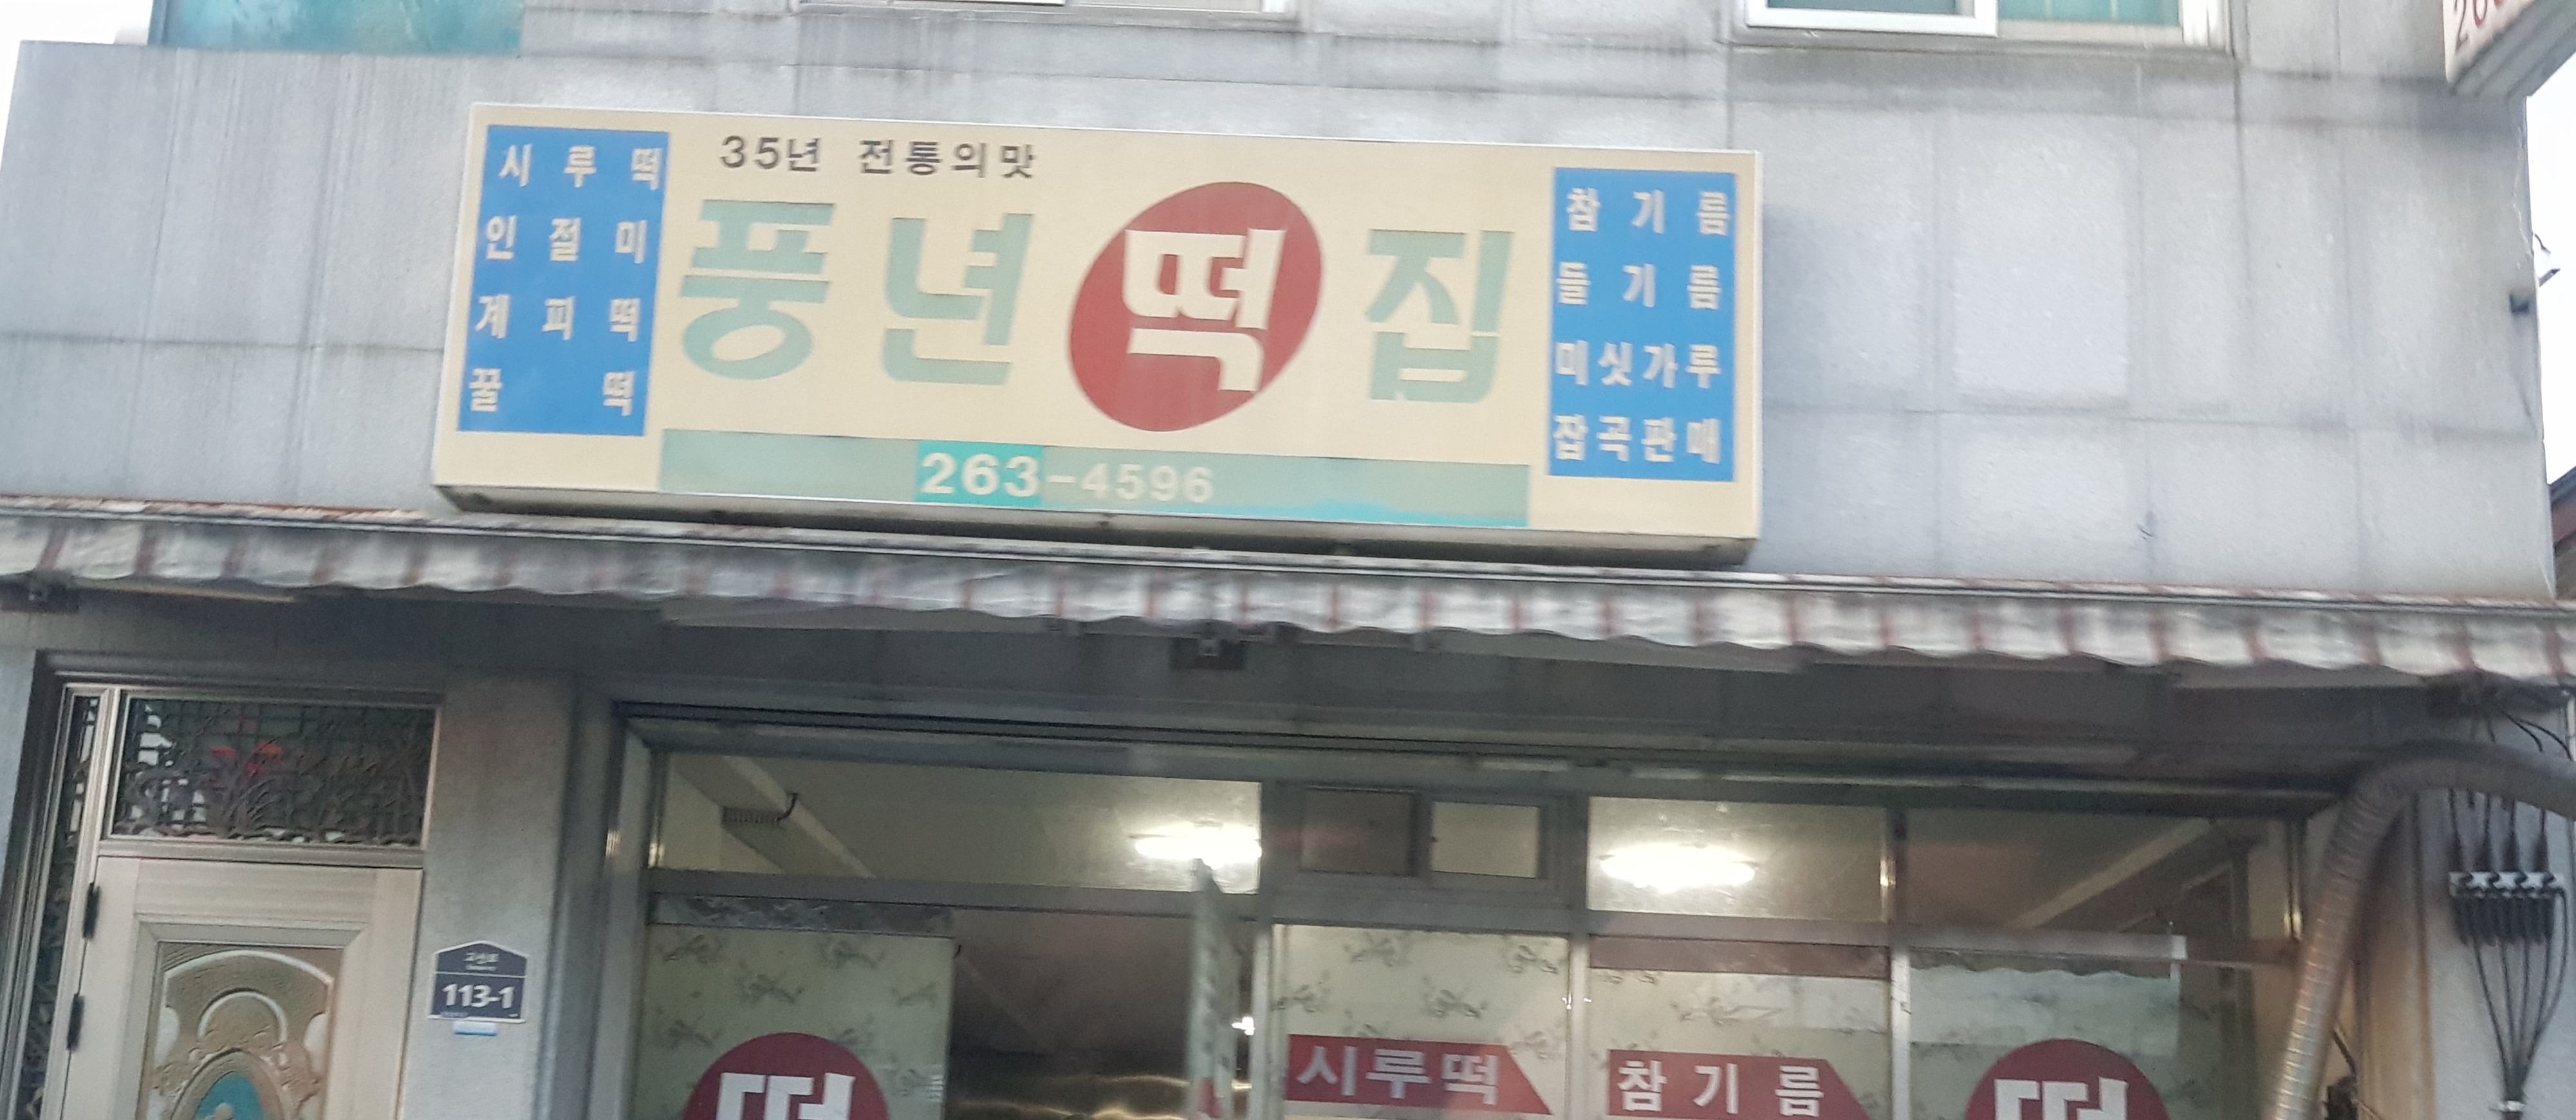 35년 전통의맛
시루떡
인절미
계피떡
꿀떡
풍년떡집
참기름
들기름
미싯가루
잡곡판매
263-4596
113-1
시루떡
참기름
떡
떡